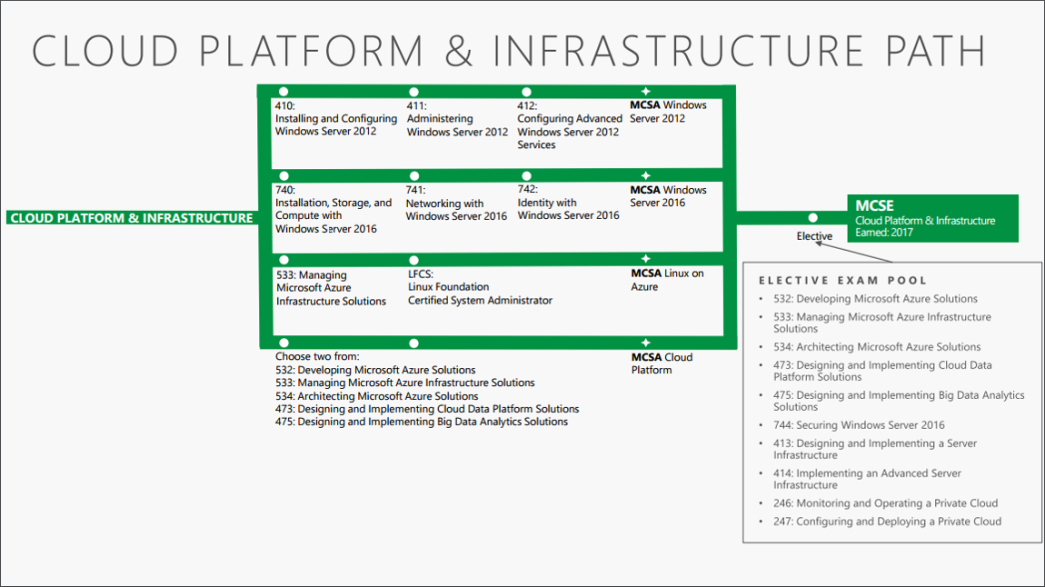 CLOUD PLATFORM & INFRASTRUCTURE PATH
410:
Installing and Configuring
Windows Server 2012
411:
Administering
Windows Server 2012
412:
Configuring Advanced
Windows Server 2012
Services
MCSA Windows
Server 2012
740:
Installation, Storage, and
Compute with
Windows Server 2016
741:
Networking with
Windows Server 2016
742:
Identity with
Windows Server 2016
MCSA Windows
Server 2016
CLOUD PLATFORM & INFRASTRUCTURE
533: Managing
Microsoft Azure
Infrastructure Solutions
LFCS:
Linux Foundation
Certified System Administrator
MCSA Linux on
Azure
Choose two from:
532: Developing Microsoft Azure Solutions
533: Managing Microsoft Azure Infrastructure Solutions
534: Architecting Microsoft Azure Solutions
473: Designing and Implementing Cloud Data Platform Solutions
475: Designing and Implementing Big Data Analytics Solutions
MCSA Cloud
Platform
Elective
MCSE
Cloud Platform & Infrastructure
Earned: 2017
ELECTIVE EXAM POOL
• 532: Developing Microsoft Azure Solutions
• 533: Managing Microsoft Azure Infrastructure
Solutions
• 534: Architecting Microsoft Azure Solutions
• 473: Designing and Implementing Cloud Data
Platform Solutions
• 475: Designing and Implementing Big Data Analytics
Solutions
• 744: Securing Windows Server 2016
• 413: Designing and Implementing a Server
Infrastructure
• 414: Implementing an Advanced Server
Infrastructure
• 246: Monitoring and Operating a Private Cloud
• 247: Configuring and Deploying a Private Cloud